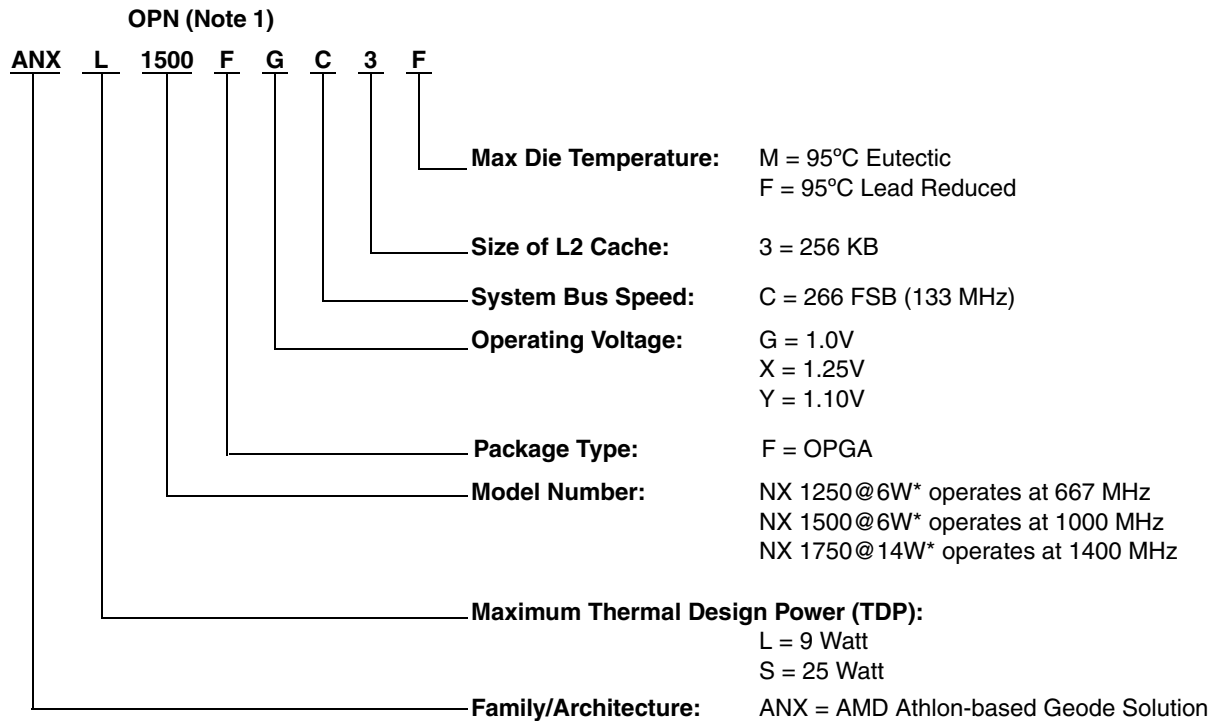 OPN (Note 1)
ANX L 1500 F G C 3 F
Max Die Temperature: M = 95ºC Eutectic
F = 95ºC Lead Reduced
Size of L2 Cache: 3 = 256 KB
System Bus Speed: C = 266 FSB (133 MHz)
Operating Voltage: G = 1.0V
X = 1.25V
Y = 1.10V
Package Type: F = OPGA
Model Number: NX 1250@6W* operates at 667 MHz
NX 1500@6W* operates at 1000 MHz
NX 1750@14W* operates at 1400 MHz
Maximum Thermal Design Power (TDP):
L = 9 Watt
S = 25 Watt
Family/Architecture: ANX = AMD Athlon-based Geode Solution